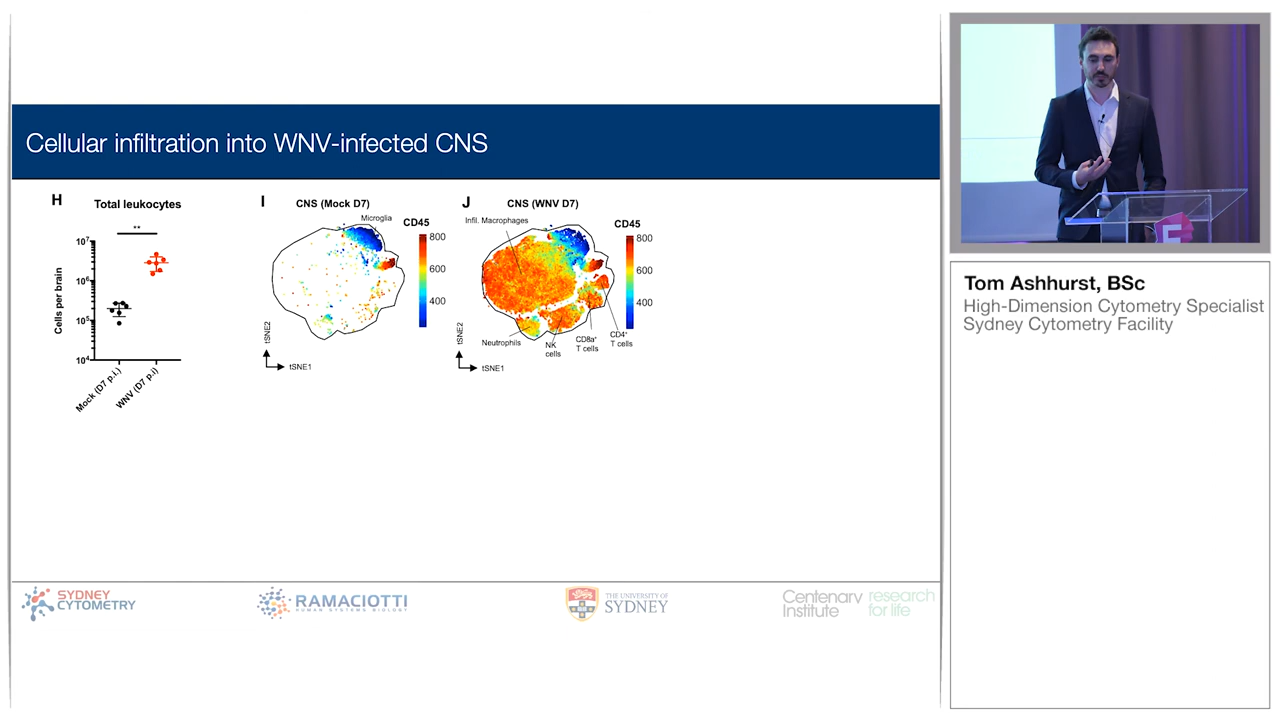 Cellular infiltration into WNV-infected CNS
H
Total leukocytes
**
10⁷
10⁶
10⁵
10⁴
Cells per brain
Mock (D7 p.i.)
WNV (D7 p.i)
I
CNS (Mock D7)
Microglia
CD45
800
600
400
tSNE2
tSNE1
J
CNS (WNV D7)
Infil. Macrophages
CD45
800
600
400
Neutrophils
NK
cells
CD8a⁺
T cells
CD4⁺
T cells
tSNE2
tSNE1
SYDNEY
CYTOMETRY
RAMACIOTTI
HUMAN SYSTEMS BIOLOGY
THE UNIVERSITY OF
SYDNEY
Centenary
Institute
research
for life
Tom Ashhurst, BSc
High-Dimension Cytometry Specialist
Sydney Cytometry Facility